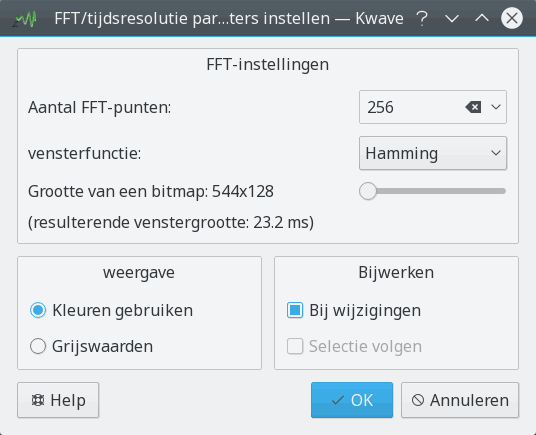 FFT/tijdsresolutie par...ters instellen — Kwave
FFT-instellingen
Aantal FFT-punten: 256
vensterfunctie: Hamming
Grootte van een bitmap: 544x128
(resulterende venstergrootte: 23.2 ms)
weergave
Kleuren gebruiken
Grijswaarden
Bijwerken
Bij wijzigingen
Selectie volgen
Help OK Annuleren